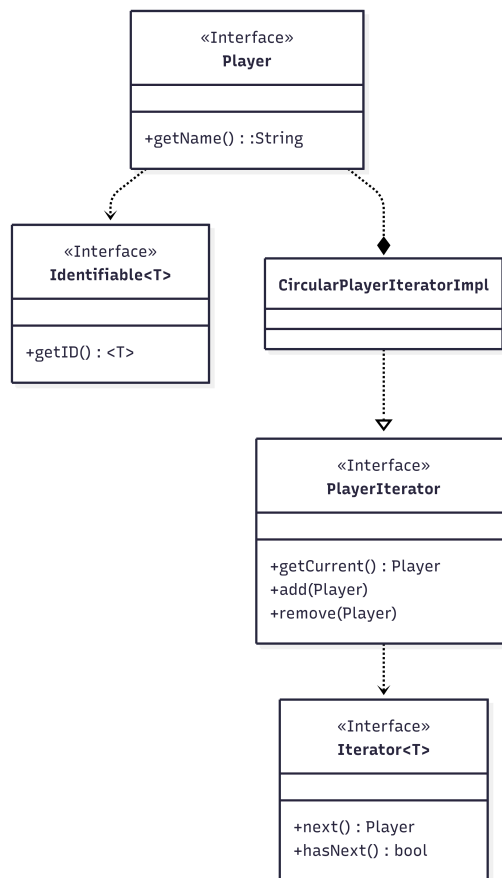 «Interface»
Player
+getName() : :String
«Interface»
Identifiable<T>
+getID() : <T>
CircularPlayerIteratorImpl
«Interface»
PlayerIterator
+getCurrent() : Player
+add(Player)
+remove(Player)
«Interface»
Iterator<T>
+next() : Player
+hasNext() : bool